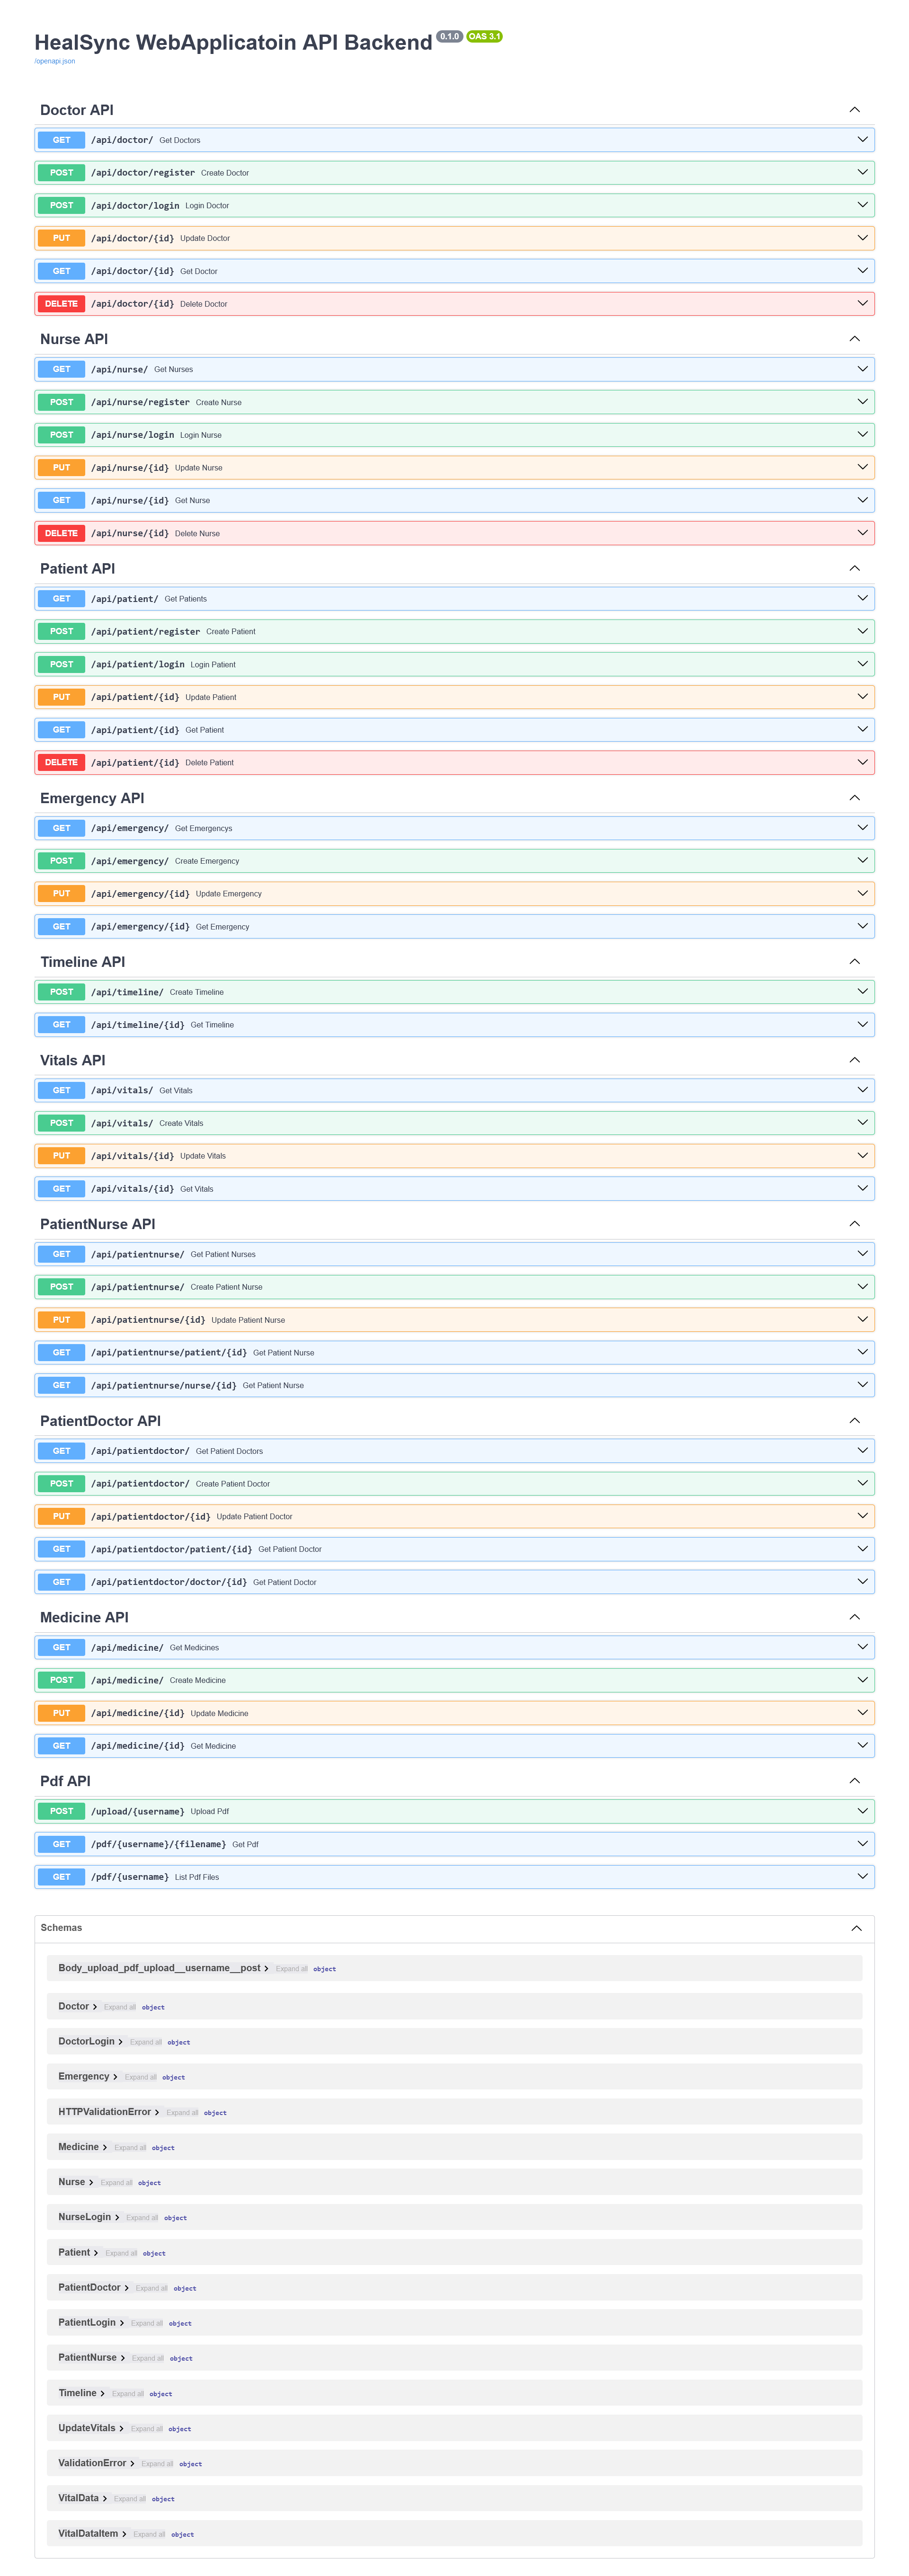 HealSync WebApplicatoin API Backend 0.1.0 OAS 3.1
/openapi.json
Doctor API
GET /api/doctor/ Get Doctors
POST /api/doctor/register Create Doctor
POST /api/doctor/login Login Doctor
PUT /api/doctor/{id} Update Doctor
GET /api/doctor/{id} Get Doctor
DELETE /api/doctor/{id} Delete Doctor
Nurse API
GET /api/nurse/ Get Nurses
POST /api/nurse/register Create Nurse
POST /api/nurse/login Login Nurse
PUT /api/nurse/{id} Update Nurse
GET /api/nurse/{id} Get Nurse
DELETE /api/nurse/{id} Delete Nurse
Patient API
GET /api/patient/ Get Patients
POST /api/patient/register Create Patient
POST /api/patient/login Login Patient
PUT /api/patient/{id} Update Patient
GET /api/patient/{id} Get Patient
DELETE /api/patient/{id} Delete Patient
Emergency API
GET /api/emergency/ Get Emergencys
POST /api/emergency/ Create Emergency
PUT /api/emergency/{id} Update Emergency
GET /api/emergency/{id} Get Emergency
Timeline API
POST /api/timeline/ Create Timeline
GET /api/timeline/{id} Get Timeline
Vitals API
GET /api/vitals/ Get Vitals
POST /api/vitals/ Create Vitals
PUT /api/vitals/{id} Update Vitals
GET /api/vitals/{id} Get Vitals
PatientNurse API
GET /api/patientnurse/ Get Patient Nurses
POST /api/patientnurse/ Create Patient Nurse
PUT /api/patientnurse/{id} Update Patient Nurse
GET /api/patientnurse/patient/{id} Get Patient Nurse
GET /api/patientnurse/nurse/{id} Get Patient Nurse
PatientDoctor API
GET /api/patientdoctor/ Get Patient Doctors
POST /api/patientdoctor/ Create Patient Doctor
PUT /api/patientdoctor/{id} Update Patient Doctor
GET /api/patientdoctor/patient/{id} Get Patient Doctor
GET /api/patientdoctor/doctor/{id} Get Patient Doctor
Medicine API
GET /api/medicine/ Get Medicines
POST /api/medicine/ Create Medicine
PUT /api/medicine/{id} Update Medicine
GET /api/medicine/{id} Get Medicine
Pdf API
POST /upload/{username} Upload Pdf
GET /pdf/{username}/{filename} Get Pdf
GET /pdf/{username} List Pdf Files
Schemas
Body_upload_pdf_upload__username__post Expand all object
Doctor Expand all object
DoctorLogin Expand all object
Emergency Expand all object
HTTPValidationError Expand all object
Medicine Expand all object
Nurse Expand all object
NurseLogin Expand all object
Patient Expand all object
PatientDoctor Expand all object
PatientLogin Expand all object
PatientNurse Expand all object
Timeline Expand all object
UpdateVitals Expand all object
ValidationError Expand all object
VitalData Expand all object
VitalDataItem Expand all object